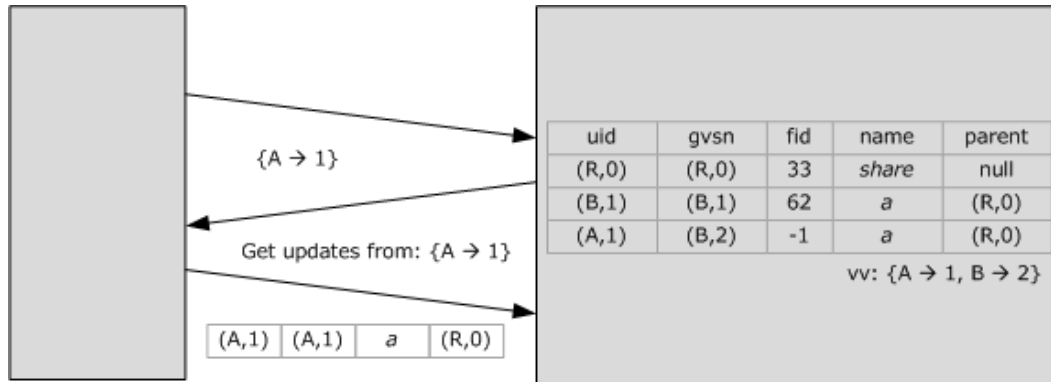 uid gvsn fid name parent
(R,0) (R,0) 33 share null
(B,1) (B,1) 62 a (R,0)
(A,1) (B,2) -1 a (R,0)
vv: {A → 1, B → 2}
{A → 1}
Get updates from: {A → 1}
(A,1) (A,1) a (R,0)